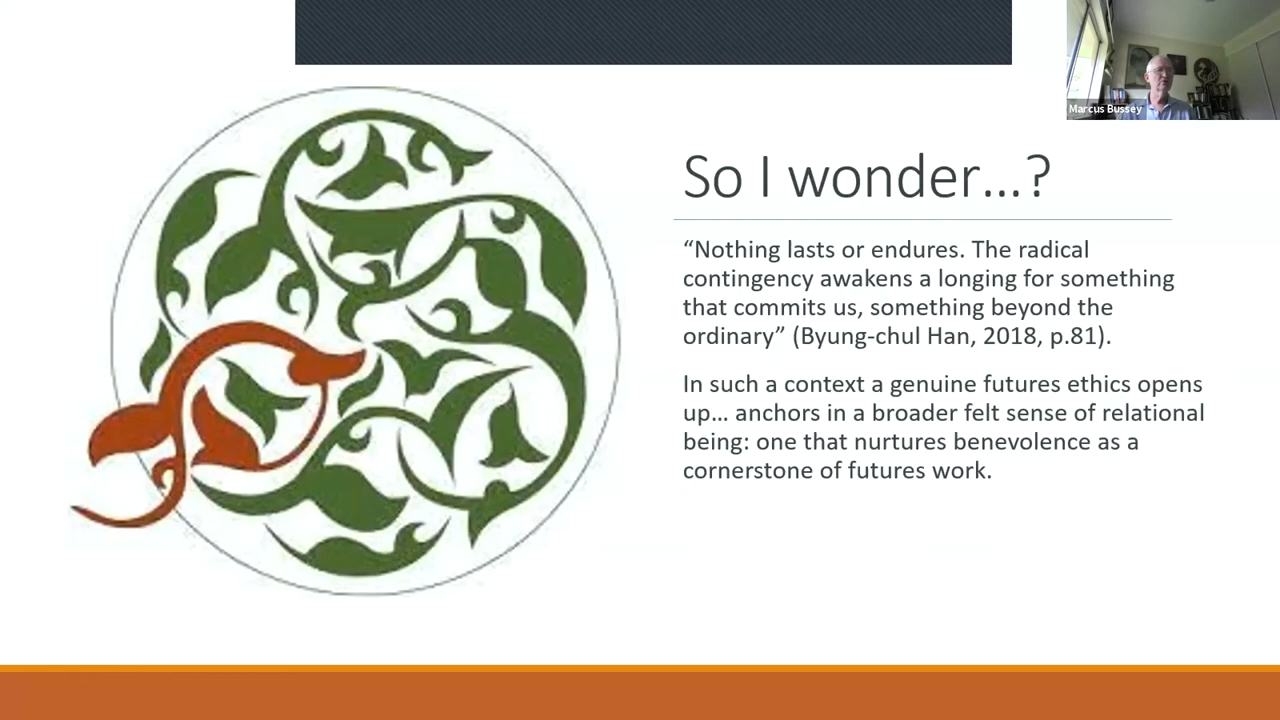 Marcus Bussey
So I wonder...?
“Nothing lasts or endures. The radical
contingency awakens a longing for something
that commits us, something beyond the
ordinary” (Byung-chul Han, 2018, p.81).
In such a context a genuine futures ethics opens
up... anchors in a broader felt sense of relational
being: one that nurtures benevolence as a
cornerstone of futures work.